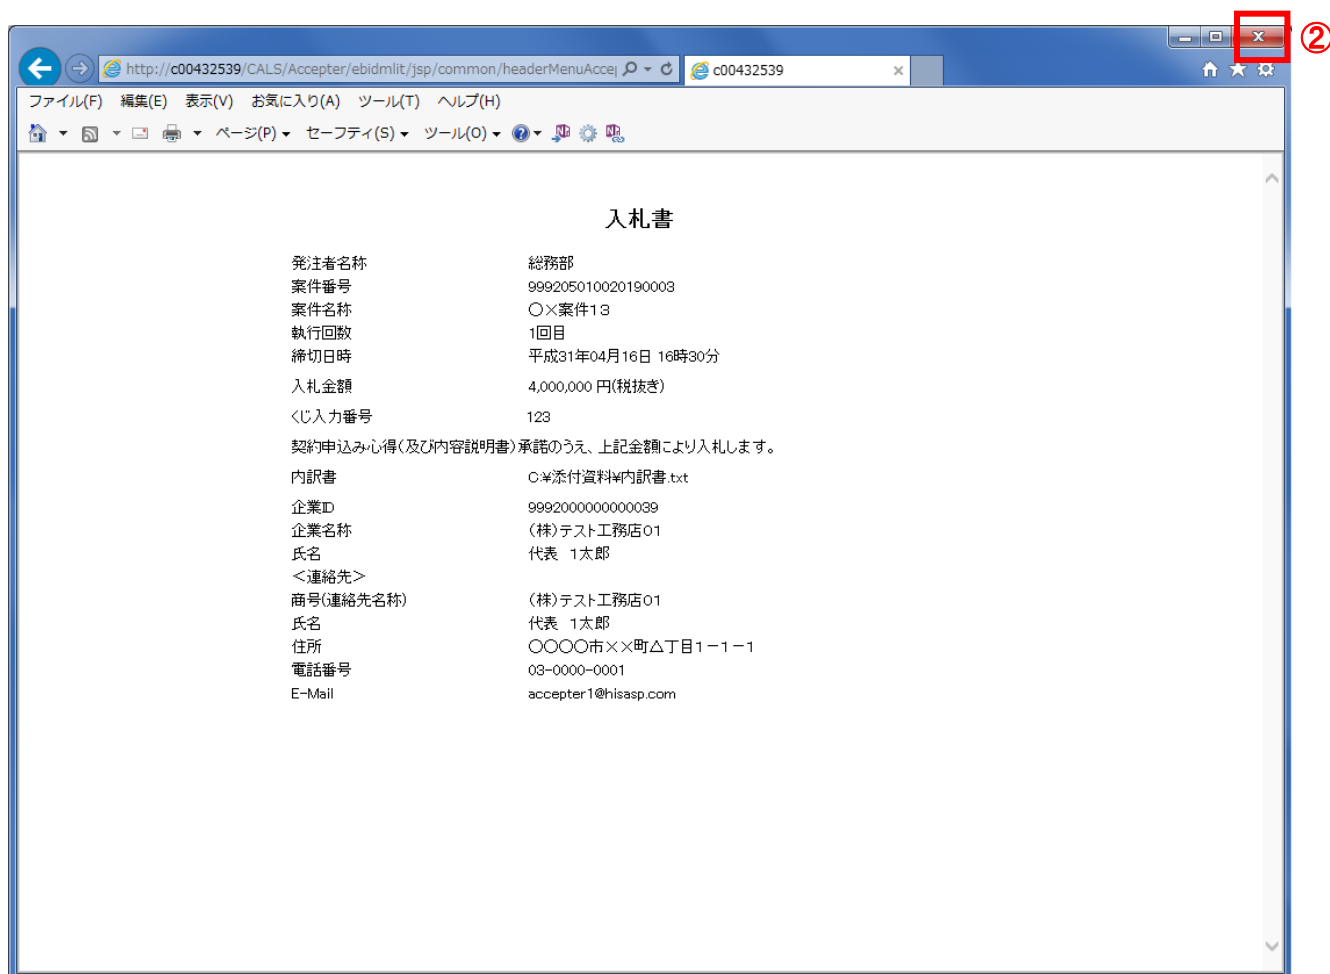 ②
http://c00432539/CALS/Accepter/ebidmlit/jsp/common/headerMenuAccep
c00432539
ファイル(F) 編集(E) 表示(V) お気に入り(A) ツール(T) ヘルプ(H)
ページ(P) セーフティ(S) ツール(O)
入札書
発注者名称 総務部
案件番号 999205010020190003
案件名称 〇×案件13
執行回数 1回目
締切日時 平成31年04月16日 16時30分
入札金額 4,000,000 円(税抜き)
くじ入力番号 123
契約申込み心得(及び内容説明書)承諾のうえ、上記金額により入札します。
内訳書 C:¥添付資料¥内訳書.txt
企業ID 9992000000000039
企業名称 (株)テスト工務店01
氏名 代表 1太郎
<連絡先>
商号(連絡先名称) (株)テスト工務店01
氏名 代表 1太郎
住所 〇〇〇〇市××町△丁目1-1-1
電話番号 03-0000-0001
E-Mail accepter1@hisasp.com